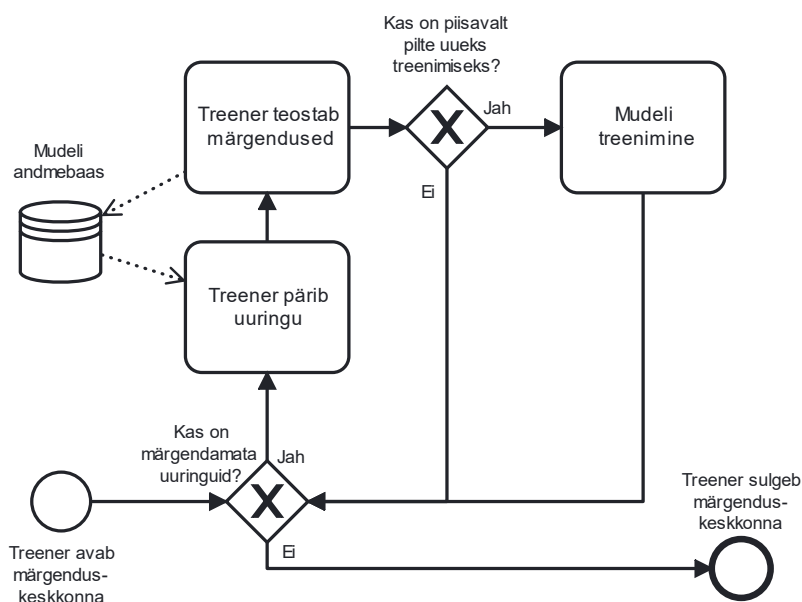 Kas on piisavalt
pilte uueks
treenimiseks?
Treener teostab
märgendused
Jah
Mudeli
treenimine
Mudeli
andmebaas
Ei
Treener pärib
uuringu
Kas on
märgendamata
uuringuid?
Jah
Treener sulgeb
märgendus-
keskkonna
Treener avab
märgendus-
keskkonna
Ei